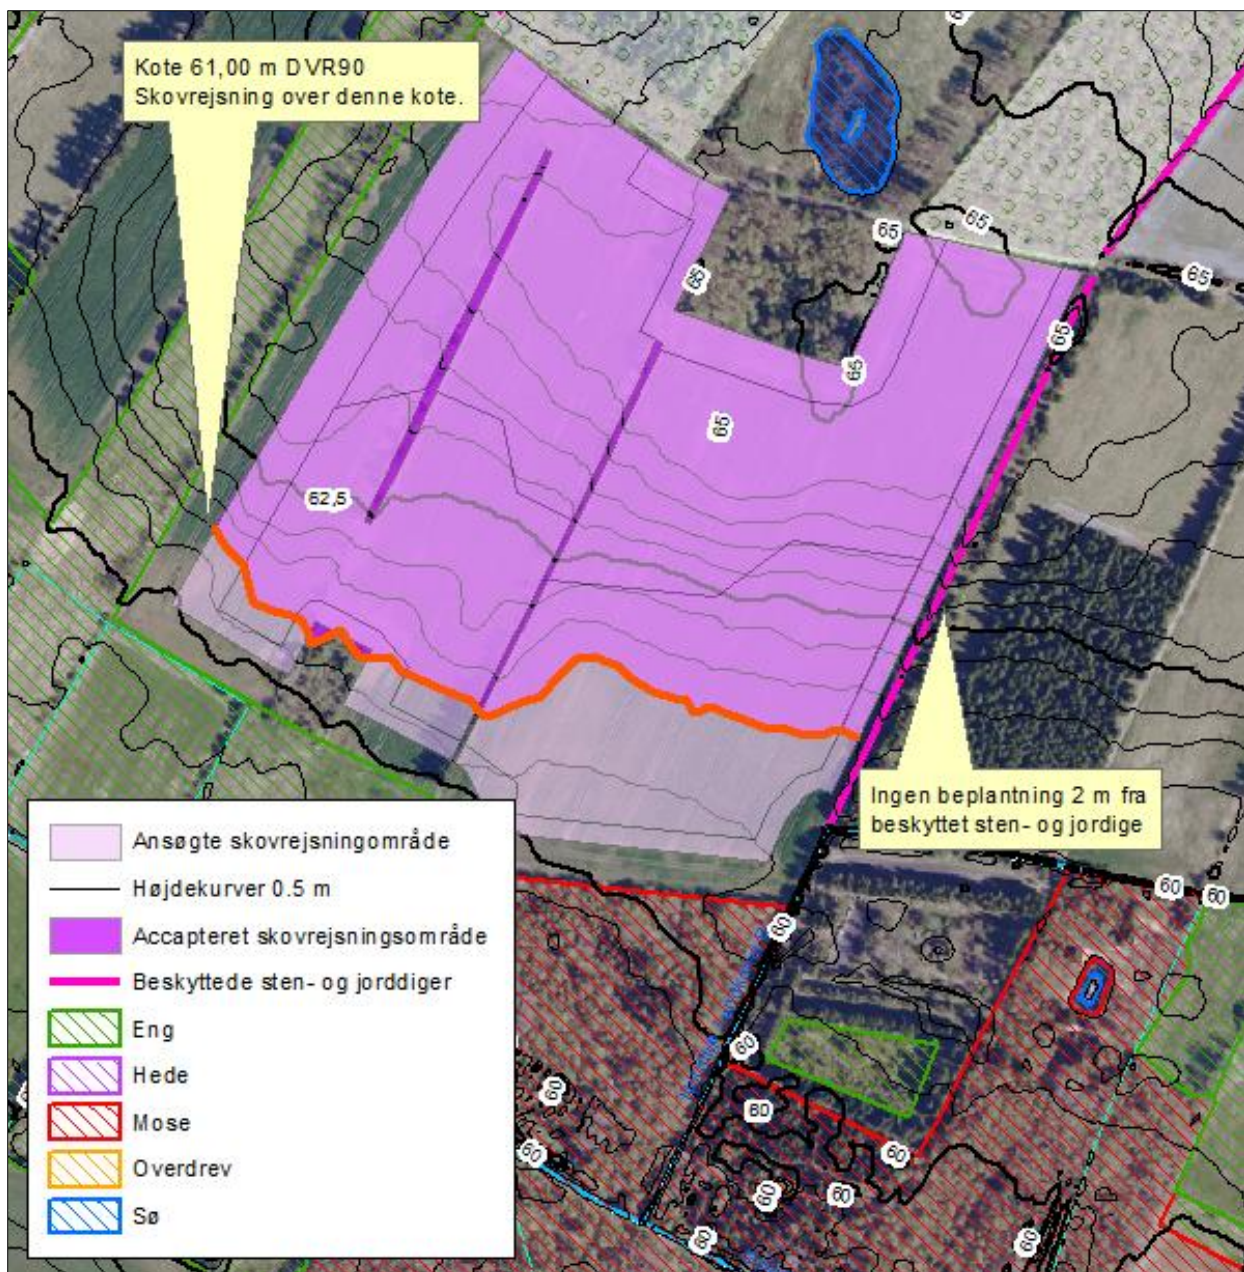 Kote 61,00 m DVR90
Skovrejsning over denne kote.
65
65
65
65
65
65
65
62,5
Ingen beplantning 2 m fra
beskyttet sten- og jordige
Ansøgte skovrejsningområde
Højdekurver 0.5 m
Accapteret skovrejsningsområde
Beskyttede sten- og jorddiger
Eng
Hede
Mose
Overdrev
Sø
60
60
60
60
60
60
60
60
60
60
60
60